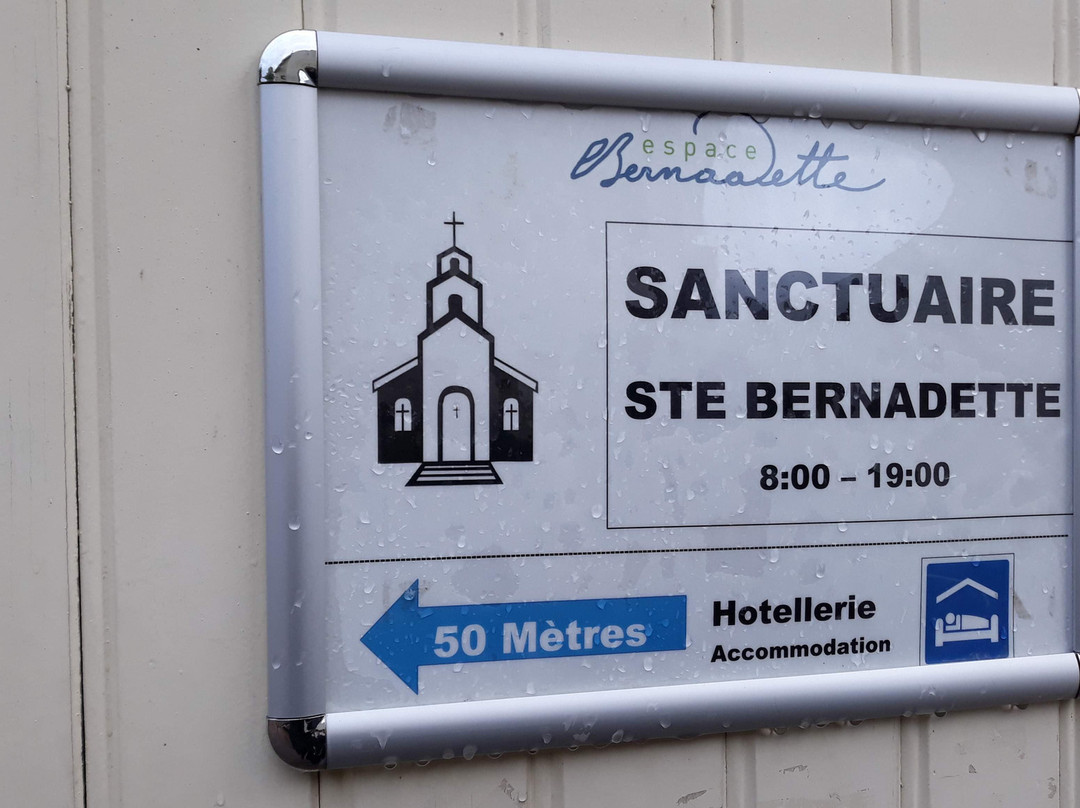 espace
Bernadette
SANCTUAIRE
STE BERNADETTE
8:00 – 19:00
50 Mètres
Hotellerie
Accommodation